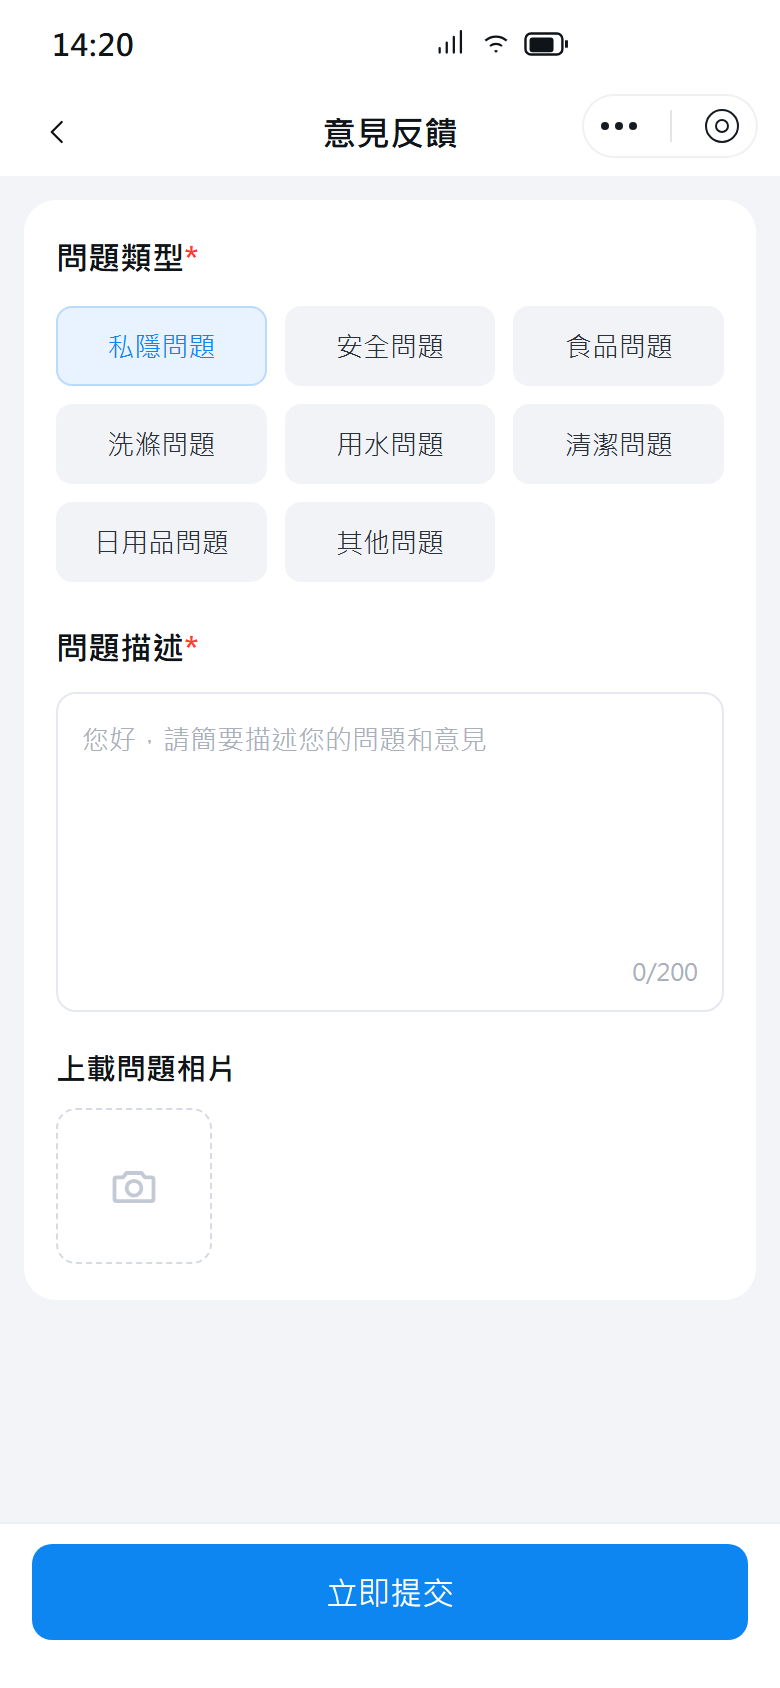 14:20
意見反饋
問題類型*
私隱問題
安全問題
食品問題
洗滌問題
用水問題
清潔問題
日用品問題
其他問題
問題描述*
您好，請簡要描述您的問題和意見
0/200
上載問題相片
立即提交